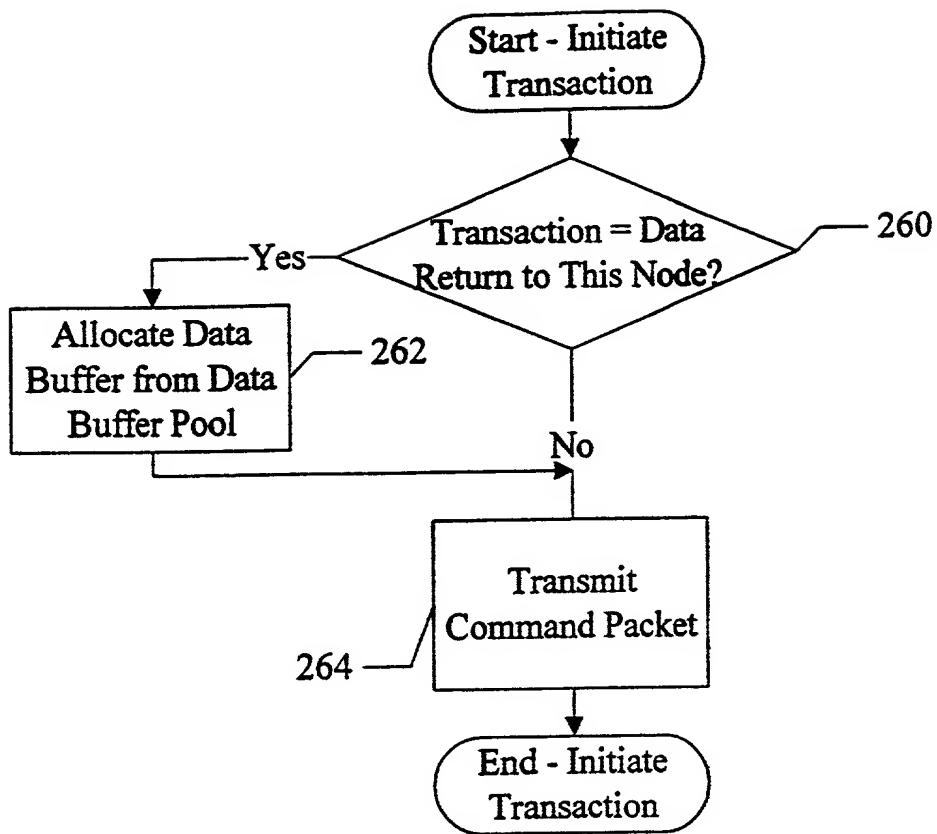 Start - Initiate
Transaction
Transaction = Data
Return to This Node?
260
Yes
Allocate Data
Buffer from Data
Buffer Pool
262
No
Transmit
Command Packet
264
End - Initiate
Transaction